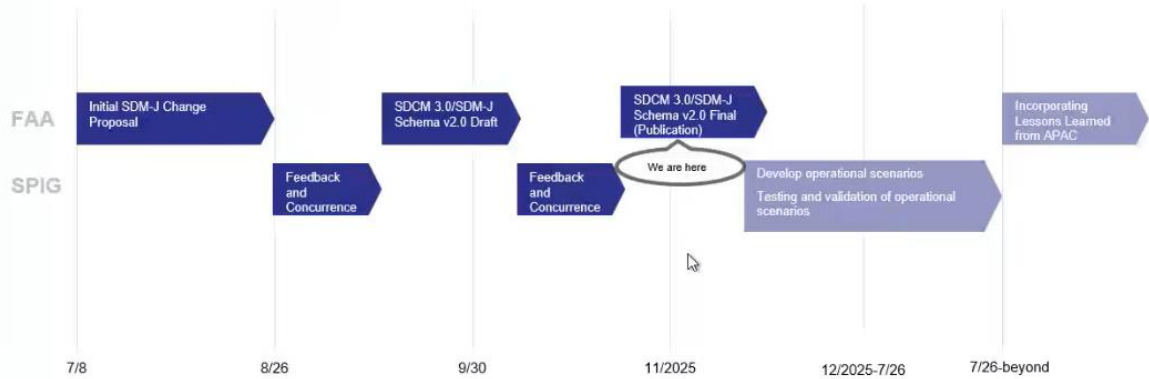 FAA
Initial SDM-J Change
Proposal
SDCM 3.0/SDM-J
Schema v2.0 Draft
SDCM 3.0/SDM-J
Schema v2.0 Final
(Publication)
Incorporating
Lessons Learned
from APAC
We are here
SPIG
Feedback
and
Concurrence
Feedback
and
Concurrence
Develop operational scenarios
Testing and validation of operational
scenarios
7/8
8/26
9/30
11/2025
12/2025-7/26
7/26-beyond